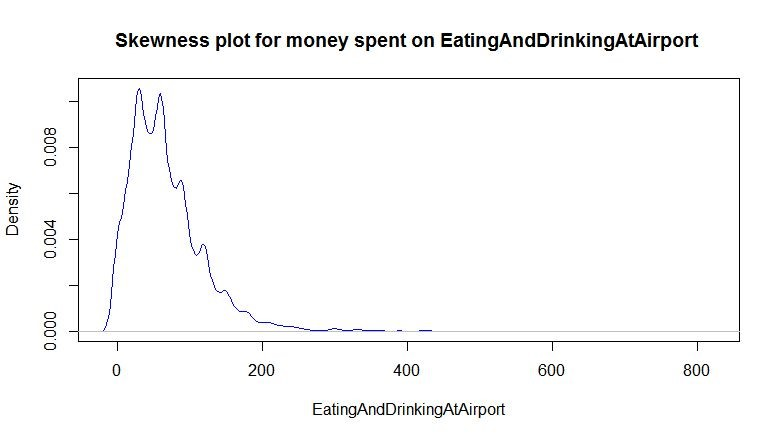 Skewness plot for money spent on EatingAndDrinkingAtAirport
Density
0.008
0.004
0.000
0 200 400 600 800
EatingAndDrinkingAtAirport